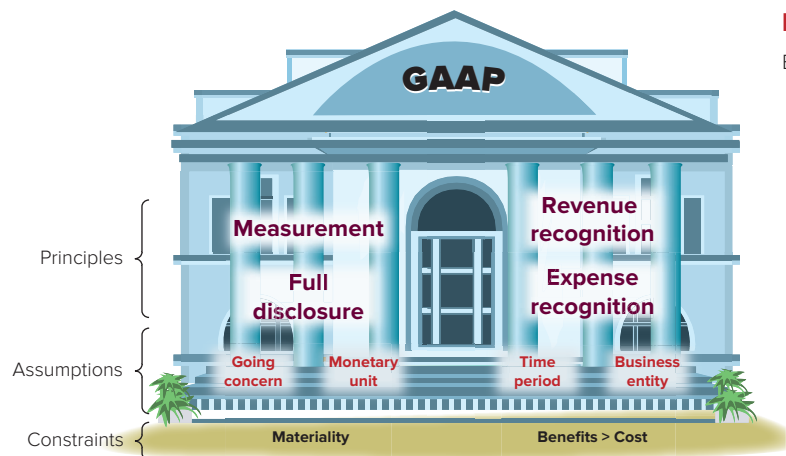 GAAP
Principles
Measurement
Revenue
recognition
Full
disclosure
Expense
recognition
Assumptions
Going
concern
Monetary
unit
Time
period
Business
entity
Constraints
Materiality
Benefits > Cost